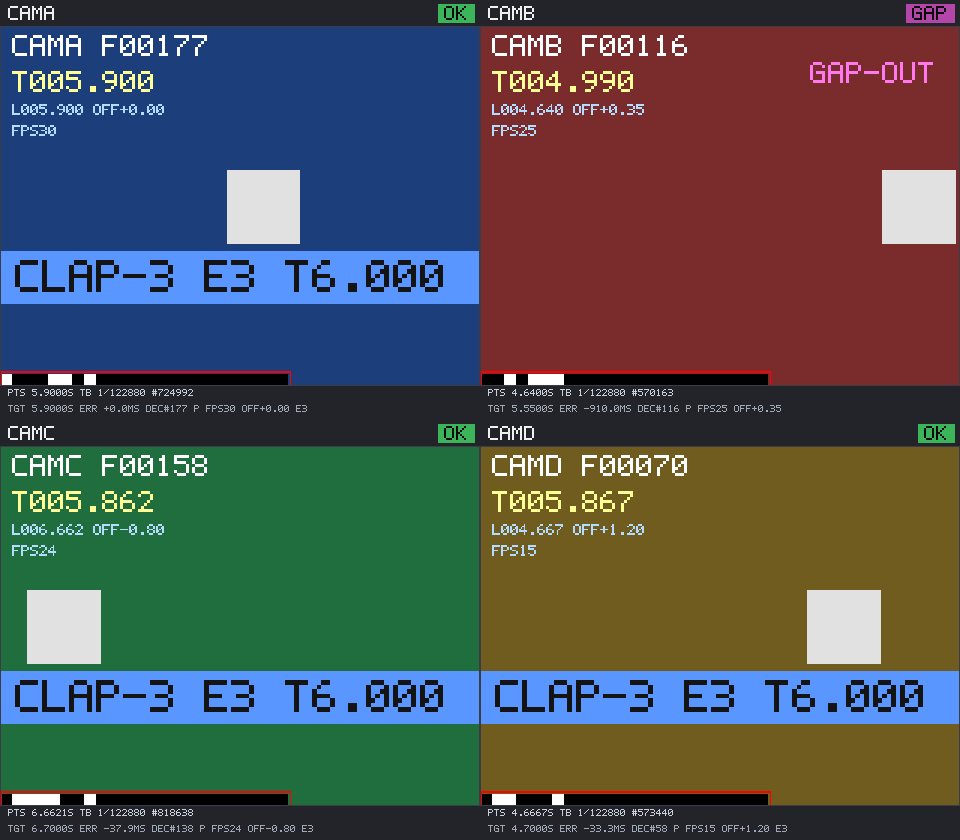 CAMA OK
CAMA F00177
T005.900
L005.900 OFF+0.00
FPS30
CLAP-3 E3 T6.000
PTS 5.9000S TB 1/122880 #724992
TGT 5.9000S ERR +0.0MS DEC#177 P FPS30 OFF+0.00 E3
CAMB GAP
CAMB F00116
GAP-OUT
T004.990
L004.640 OFF+0.35
FPS25
PTS 4.6400S TB 1/122880 #570163
TGT 5.5500S ERR -910.0MS DEC#116 P FPS25 OFF+0.35
CAMC OK
CAMC F00158
T005.862
L006.662 OFF-0.80
FPS24
CLAP-3 E3 T6.000
PTS 6.6621S TB 1/122880 #818638
TGT 6.7000S ERR -37.9MS DEC#138 P FPS24 OFF-0.80 E3
CAMD OK
CAMD F00070
T005.867
L004.667 OFF+1.20
FPS15
CLAP-3 E3 T6.000
PTS 4.6667S TB 1/122880 #573440
TGT 4.7000S ERR -33.3MS DEC#58 P FPS15 OFF+1.20 E3